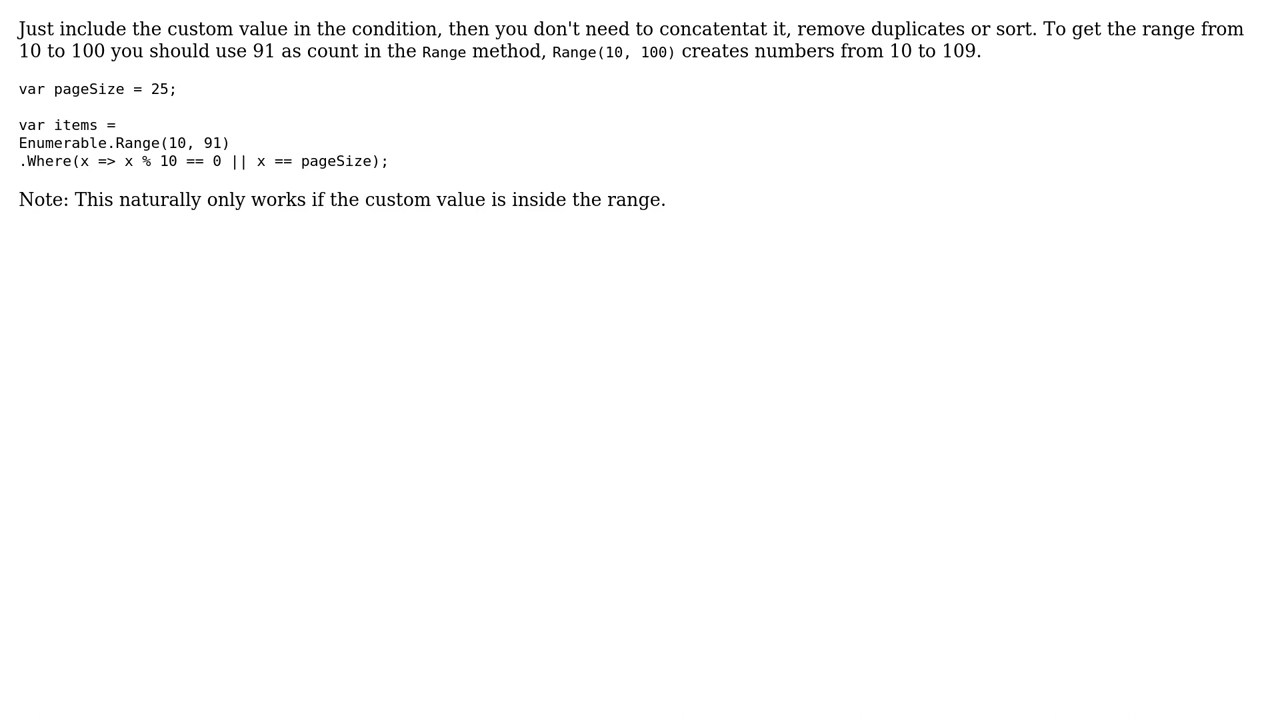 Just include the custom value in the condition, then you don't need to concatentat it, remove duplicates or sort. To get the range from
10 to 100 you should use 91 as count in the Range method, Range(10, 100) creates numbers from 10 to 109.
var pageSize = 25;
var items =
Enumerable.Range(10, 91)
.Where(x => x % 10 == 0 || x == pageSize);
Note: This naturally only works if the custom value is inside the range.